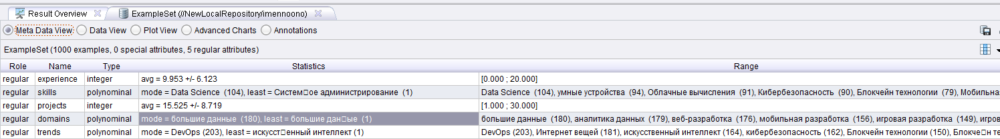 Result Overview ExampleSet (//NewLocalRepository/imennoono)
Meta Data View Data View Plot View Advanced Charts Annotations
ExampleSet (1000 examples, 0 special attributes, 5 regular attributes)
Role Name Type Statistics Range
regular experience integer avg = 9.953 +/- 6.123 [0.000 ; 20.000]
regular skills polynominal mode = Data Science (104), least = Систем□ое администрирование (1) Data Science (104), умные устройства (94), Облачные вычисления (91), Кибербезопасность (90), Блокчейн технологии (79), Мобильна
regular projects integer avg = 15.525 +/- 8.719 [1.000 ; 30.000]
regular domains polynominal mode = большие данные (180), least = большие дан□ые (1) большие данные (180), аналитика данных (179), веб-разработка (176), мобильная разработка (156), игровая разработка (149), игров
regular trends polynominal mode = DevOps (203), least = искусст□енный интеллект (1) DevOps (203), Интернет вещей (181), искусственный интеллект (164), кибербезопасность (162), Блокчейн технологии (150), Блокче□н те